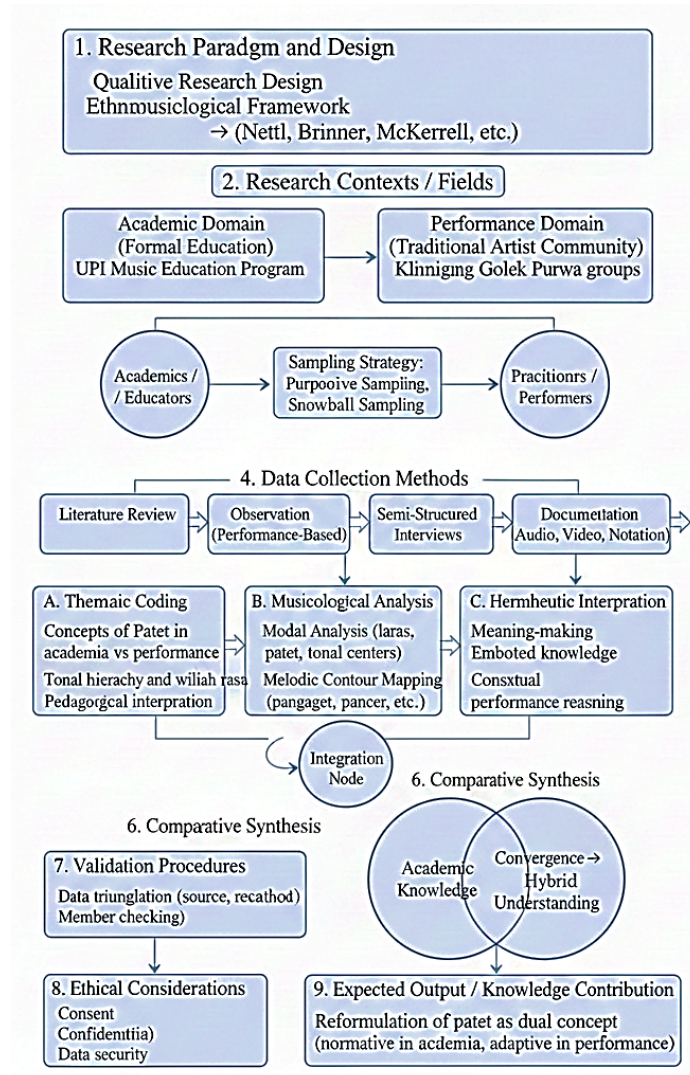 1. Research Paradgm and Design
Qualitive Research Design
Ethnmusiclogical Framework
→ (Nettl, Brinner, McKerrell, etc.)
2. Research Contexts / Fields
Academic Domain
(Formal Education)
UPI Music Education Program
Performance Domain
(Traditional Artist Community)
Klinniging Golek Purwa groups
Academics /
/ Educators
Sampling Strategy:
Purpooive Sampiing,
Snowball Sampling
Pracitionrs /
Performers
4. Data Collection Methods
Literature Review
Observation
(Performance-Based)
Semi-Strucured
Interviews
Documetlation
Audio, Video, Notation)
A. Themaic Coding
Concepts of Patet in
academia vs performance
Tonal hierachy and wiliah rasa
Pedagorgical interpration
B. Musicological Analysis
Modal Analysis (laras,
patet, tonal centers)
Melodic Contour Mapping
(pangaget, pancer, etc.)
C. Hermheutic Interpration
Meaning-making
Emboted knowledge
Consxtual
performance reasning
Integration
Node
6. Comparative Synthesis
6. Comparative Synthesis
Academic
Knowledge
Convergence →
Hybrid
Understanding
7. Validation Procedures
Data triunglation (source, recathod)
Member checking)
8. Ethical Considerations
Consent
Confidenitiia)
Data security
9. Expected Output / Knowledge Contribution
Reformulation of patet as dual concept
(normative in acdemia, adaptive in performance)